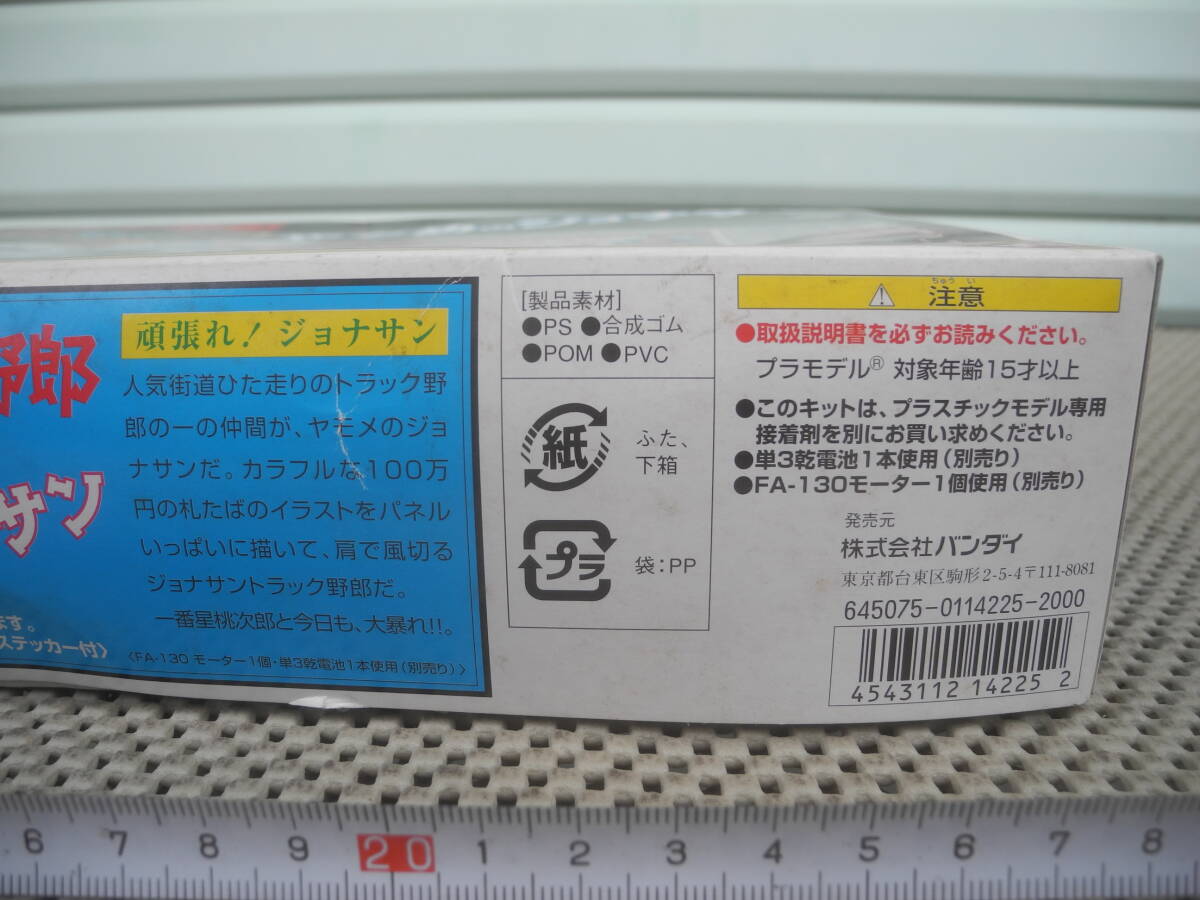 野郎
サン
ます。
ステッカー付〉
頑張れ!ジョナサン
人気街道ひた走りのトラック野
郎の一の仲間が、ヤモメのジョ
ナサンだ。カラフルな100万
円の札たばのイラストをパネル
いっぱいに描いて、肩で風切る
ジョナサントラック野郎だ。
一番星桃次郎と今日も、大暴れ!!。
〈FA-130 モーター1個・単3乾電池1本使用(別売り)〉
[製品素材]
●PS ●合成ゴム
●POM ●PVC
紙
ふた、
下箱
プラ
袋:PP
ちゅうい
注意
●取扱説明書を必ずお読みください。
プラモデル® 対象年齢15才以上
●このキットは、プラスチックモデル専用
接着剤を別にお買い求めください。
●単3乾電池1本使用(別売り)
●FA-130モーター1個使用(別売り)
発売元
株式会社バンダイ
東京都台東区駒形2-5-4〒111-8081
645075-0114225-2000
4543112 14225 2
6 7 8 9 20 1 2 3 4 5 6 7 8